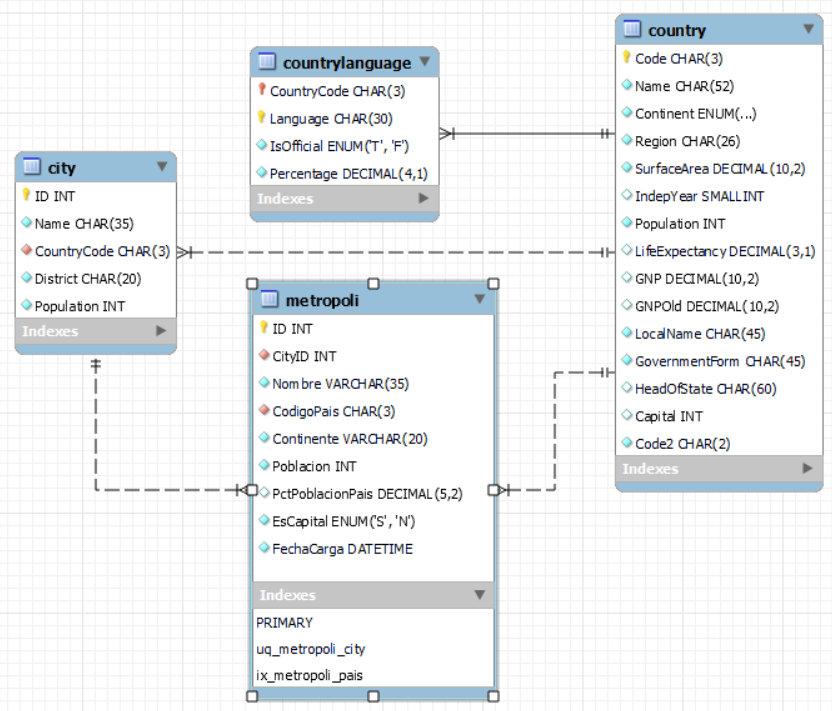 country
Code CHAR(3)
Name CHAR(52)
Continent ENUM(...)
Region CHAR(26)
SurfaceArea DECIMAL(10,2)
IndepYear SMALLINT
Population INT
LifeExpectancy DECIMAL(3,1)
GNP DECIMAL(10,2)
GNPOld DECIMAL(10,2)
LocalName CHAR(45)
GovernmentForm CHAR(45)
HeadOfState CHAR(60)
Capital INT
Code2 CHAR(2)
Indexes
countrylanguage
CountryCode CHAR(3)
Language CHAR(30)
IsOfficial ENUM('T', 'F')
Percentage DECIMAL(4,1)
Indexes
city
ID INT
Name CHAR(35)
CountryCode CHAR(3)
District CHAR(20)
Population INT
Indexes
metropoli
ID INT
CityID INT
Nombre VARCHAR(35)
CodigoPais CHAR(3)
Continente VARCHAR(20)
Poblacion INT
PctPoblacionPais DECIMAL(5,2)
EsCapital ENUM('S', 'N')
FechaCarga DATETIME
Indexes
PRIMARY
uq_metropoli_city
ix_metropoli_pais